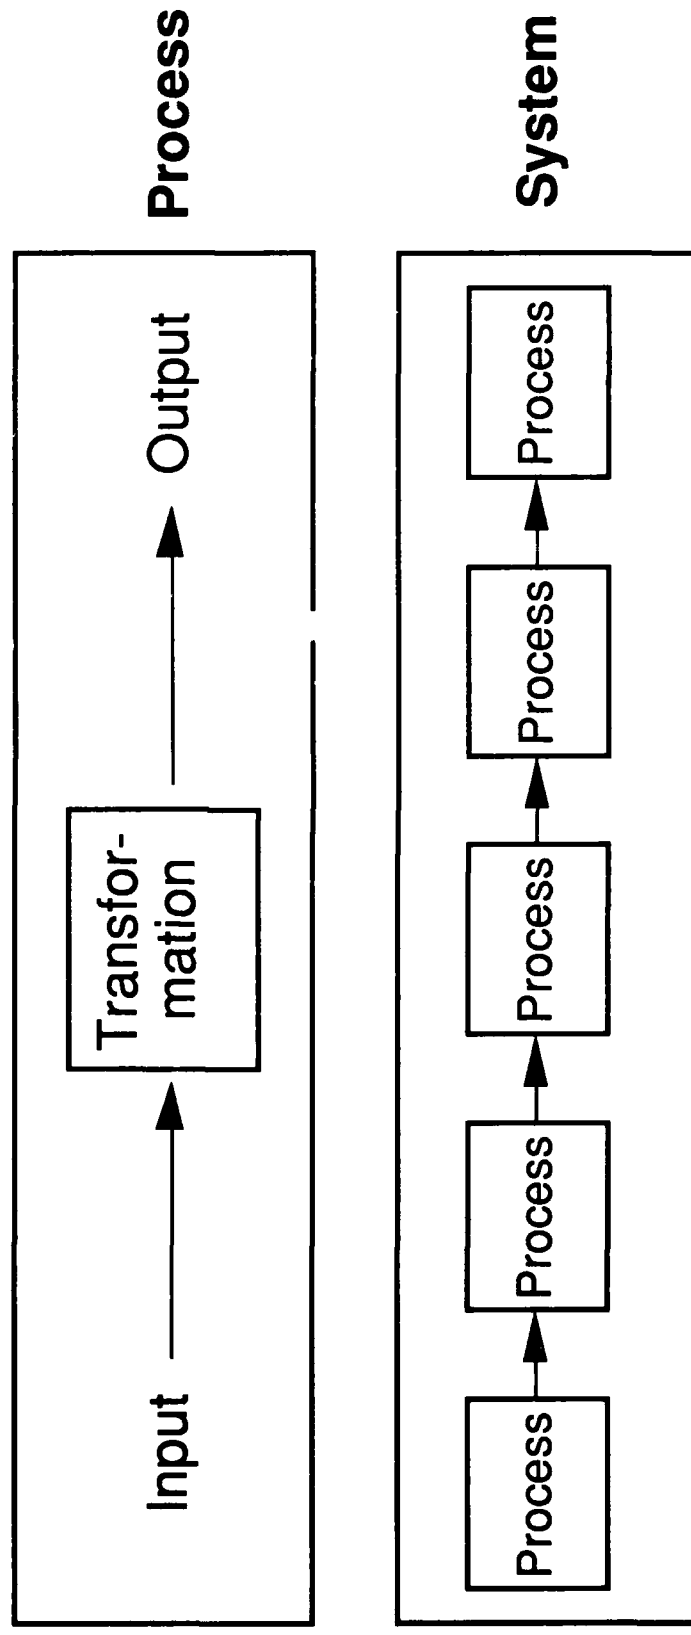 Input
Transfor-
mation
Output
Process
Process
Process
Process
Process
Process
System